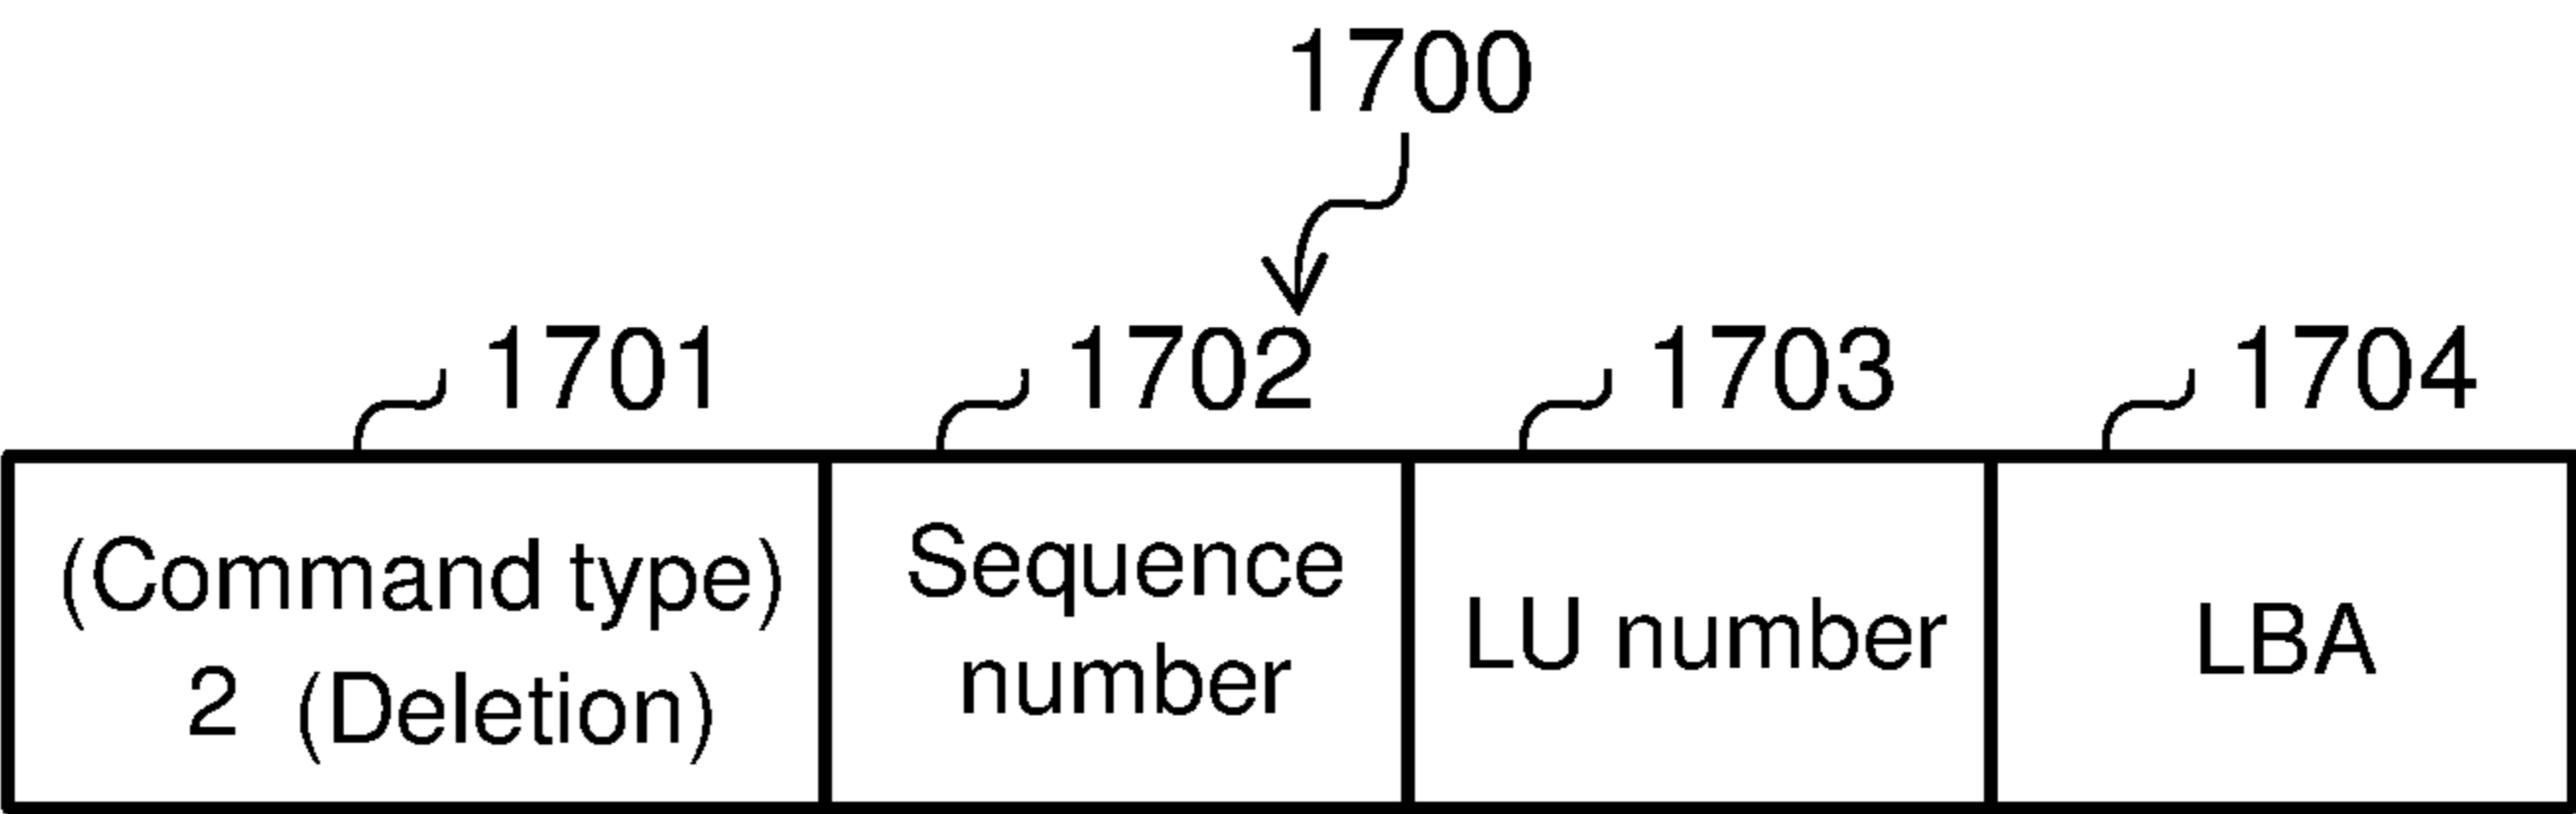 1700
1701
1702
1703
1704
(Command type)
2 (Deletion)
Sequence
number
LU number
LBA